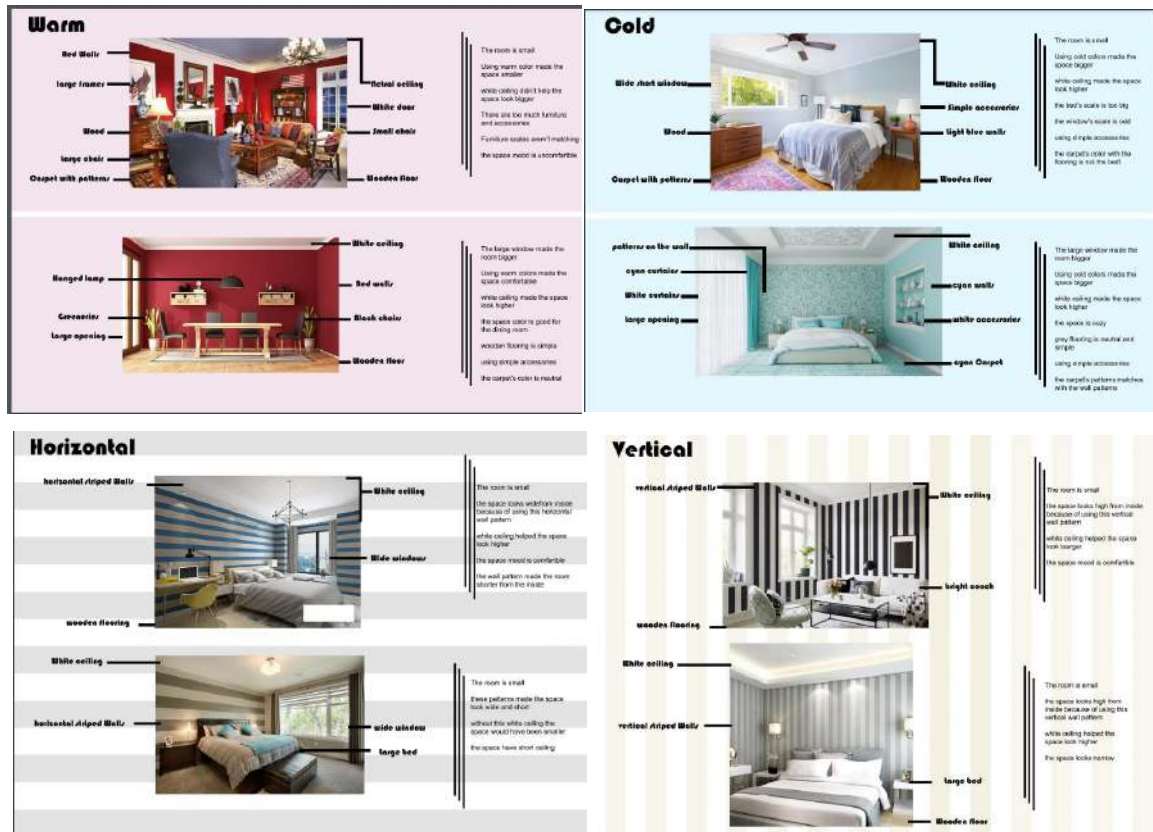 Warm
Red Walls
large frames
Wood
Large chair
Carpet with patterns
Netral ceiling
White door
Small chair
Wooden floor
The room is small
Using warm color made the
space smaller
white ceiling didn't help the
space look bigger
There are too much furniture
and accessories
Furniture scales aren't matching
the space mood is uncomfertible
Hanged lamp
Greeneries
Large opening
White ceiling
Red walls
Black chairs
Wooden floor
The large window made the
room bigger
Using warm colors made the
space comfertable
white ceiling made the space
look higher
the space color is good for
the dining room
wooden flooring is simple
using simple accessories
the carpet's color is neutral
Cold
Wide short window
Wood
Carpet with patterns
White ceiling
Simple accessories
light blue walls
Wooden floor
The room is small
Using cold colors made the
space bigger
white ceiling made the space
look higher
the bed's scale is too big
the window's scale is odd
using simple accessories
the carpet's color with the
flooring is not the best
patterns on the wall
cyan curtains
White curtains
large opening
White ceiling
cyan walls
white accessories
cyan Carpet
The large window made the
room bigger
Using cold colors made the
space bigger
white ceiling made the space
look higher
the space is cozy
grey flooring is neutral and
simple
using simple accessories
the carpet's patterns matches
with the wall patterns
Horizontal
horizontal striped Walls
wooden flooring
White ceiling
Wide windows
The room is small
the space looks wide from inside
because of using this horizontal
wall pattern
white ceiling helped the space
look higher
the space mood is comfertible
the wall pattern made the room
shorter from the inside
White ceiling
horizontal striped Walls
wide window
Large bed
The room is small
these patterns made the space
look wide and short
without this white ceiling the
space would have been smaller
the space have short ceiling
Vertical
vertical striped Walls
wooden flooring
White ceiling
bright couch
The room is small
the space looks high from inside
because of using this vertical
wall pattern
white ceiling helped the space
look
the space mood is comfertible
White ceiling
vertical striped Walls
Large bed
Wooden floor
The room is small
the space looks high from
inside because of using this
vertical wall pattern
white ceiling helped the
space look higher
the space looks narrow